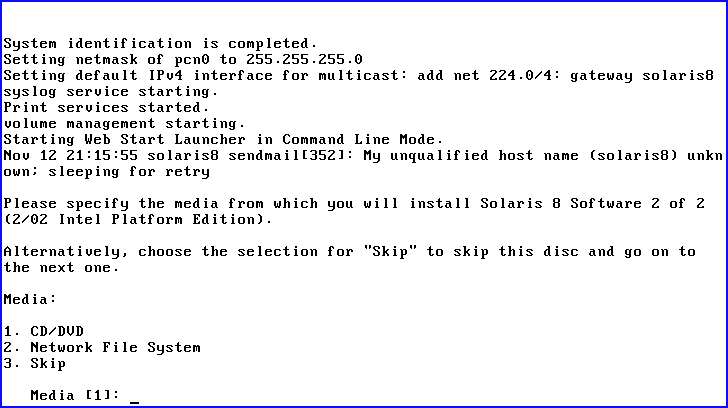 System identification is completed.
Setting netmask of pcn0 to 255.255.255.0
Setting default IPv4 interface for multicast: add net 224.0/4: gateway solaris8
syslog service starting.
Print services started.
volume management starting.
Starting Web Start Launcher in Command Line Mode.
Nov 12 21:15:55 solaris8 sendmail[352]: My unqualified host name (solaris8) unkn
own; sleeping for retry
Please specify the media from which you will install Solaris 8 Software 2 of 2
(2/02 Intel Platform Edition).
Alternatively, choose the selection for "Skip" to skip this disc and go on to
the next one.
Media:
1. CD/DVD
2. Network File System
3. Skip
Media [1]: _